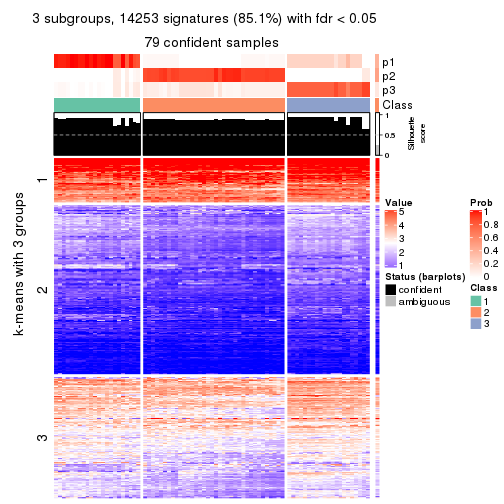 3 subgroups, 14253 signatures (85.1%) with fdr < 0.05
79 confident samples
p1
p2
p3
Class
1
0.5
0
Silhouette
score
k-means with 3 groups
1
2
3
Value
5
4
3
2
1
Status (barplots)
confident
ambiguous
Prob
1
0.8
0.6
0.4
0.2
0
Class
1
2
3